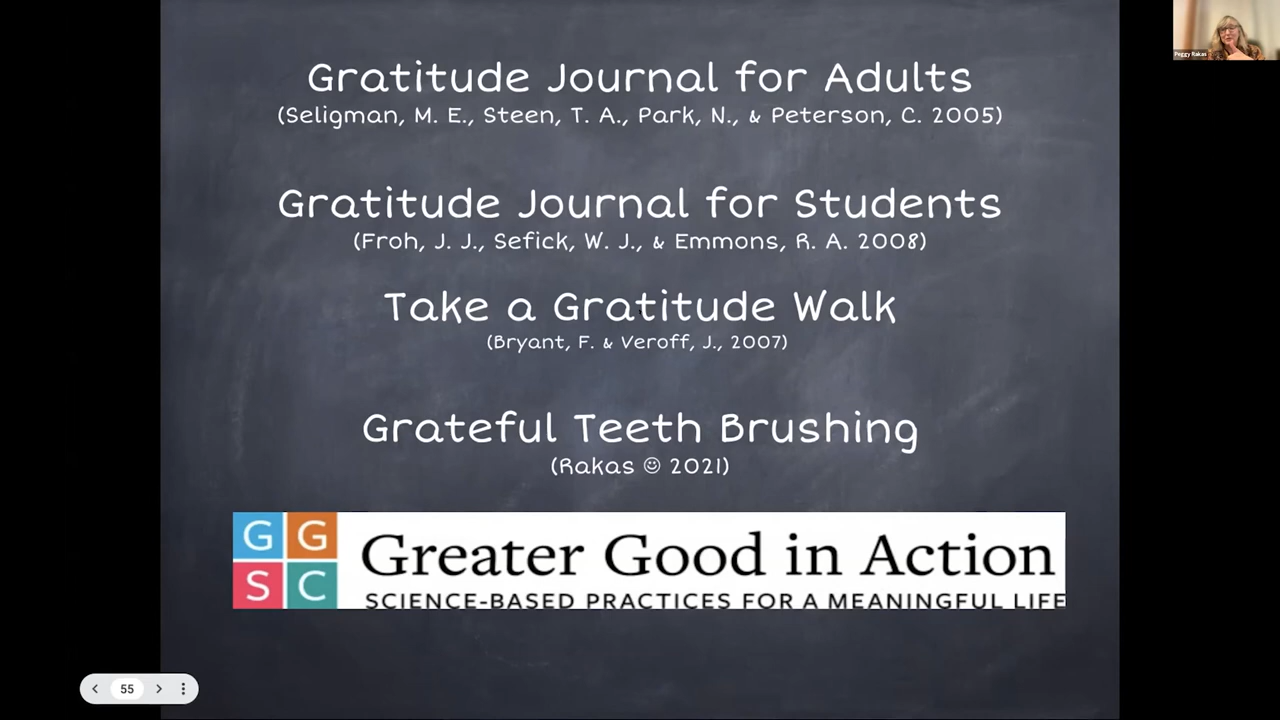 Gratitude Journal for Adults
(Seligman, M. E., Steen, T. A., Park, N., & Peterson, C. 2005)
Gratitude Journal for Students
(Froh, J. J., Sefick, W. J., & Emmons, R. A. 2008)
Take a Gratitude Walk
(Bryant, F. & Veroff, J., 2007)
Grateful Teeth Brushing
(Rakas ☺ 2021)
G G
S C
Greater Good in Action
SCIENCE-BASED PRACTICES FOR A MEANINGFUL LIFE
55
Peggy Rakas